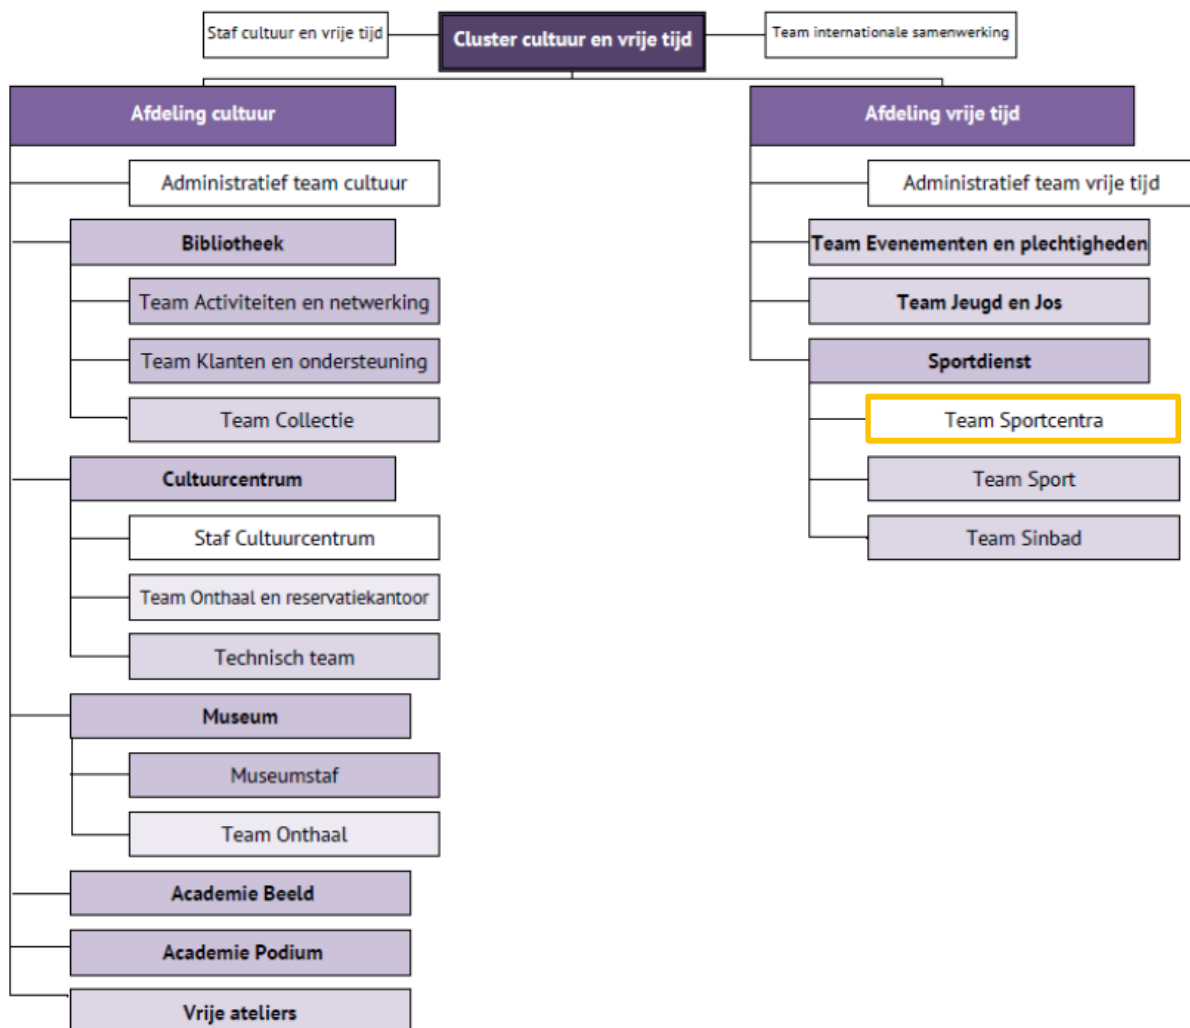 Staf cultuur en vrije tijd
Cluster cultuur en vrije tijd
Team internationale samenwerking
Afdeling cultuur
Administratief team cultuur
Bibliotheek
Team Activiteiten en netwerking
Team Klanten en ondersteuning
Team Collectie
Cultuurcentrum
Staf Cultuurcentrum
Team Onthaal en reservatiekantoor
Technisch team
Museum
Museumstaf
Team Onthaal
Academie Beeld
Academie Podium
Vrije ateliers
Afdeling vrije tijd
Administratief team vrije tijd
Team Evenementen en plechtigheden
Team Jeugd en Jos
Sportdienst
Team Sportcentra
Team Sport
Team Sinbad